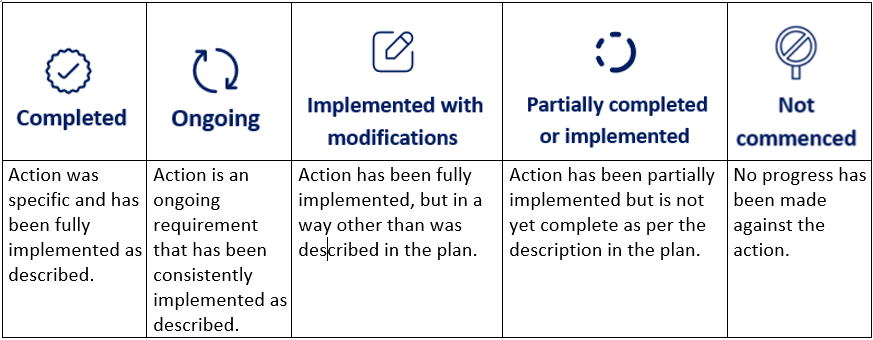 Completed
Ongoing
Implemented with
modifications
Partially completed
or implemented
Not
commenced
Action was
specific and has
been fully
implemented as
described.
Action is an
ongoing
requirement
that has been
consistently
implemented as
described.
Action has been fully
implemented, but in a
way other than was
described in the plan.
Action has been partially
implemented but is not
yet complete as per the
description in the plan.
No progress has
been made
against the
action.